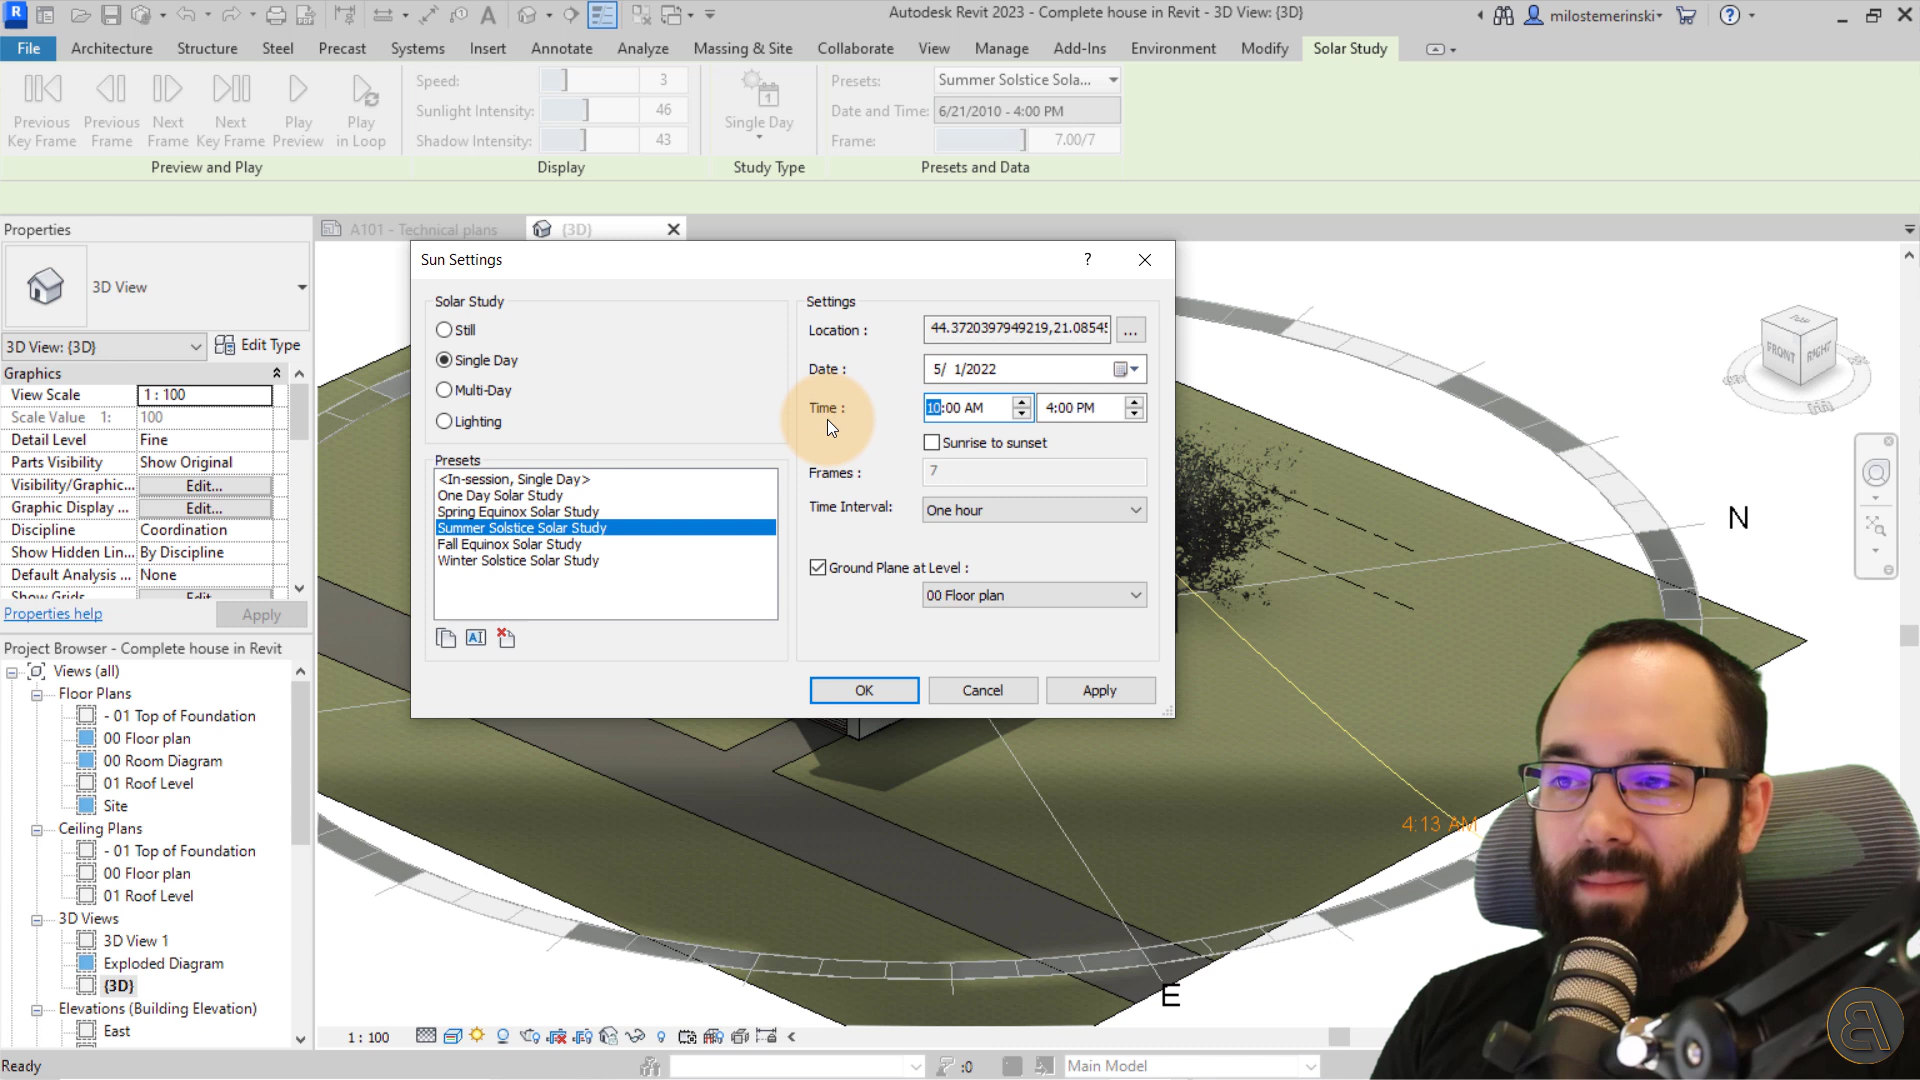 Autodesk Revit 2023 - Complete house in Revit - 3D View: {3D}
milostemerinski
File Architecture Structure Steel Precast Systems Insert Annotate Analyze Massing & Site Collaborate View Manage Add-Ins Environment Modify Solar Study
Previous Key Frame
Previous Frame
Next Frame
Next Key Frame
Play Preview
Play in Loop
Preview and Play
Speed: 3
Sunlight Intensity: 46
Shadow Intensity: 43
Display
Single Day
Study Type
Presets: Summer Solstice Sola...
Date and Time: 6/21/2010 - 4:00 PM
Frame: 7.00/7
Presets and Data
Properties
A101 - Technical plans
{3D}
3D View
3D View: {3D}
Edit Type
Graphics
View Scale 1 : 100
Scale Value 1: 100
Detail Level Fine
Parts Visibility Show Original
Visibility/Graphic... Edit...
Graphic Display ... Edit...
Discipline Coordination
Show Hidden Lin... By Discipline
Default Analysis ... None
Show Grids Edit...
Properties help
Apply
Project Browser - Complete house in Revit
Views (all)
Floor Plans
- 01 Top of Foundation
00 Floor plan
00 Room Diagram
01 Roof Level
Site
Ceiling Plans
- 01 Top of Foundation
00 Floor plan
01 Roof Level
3D Views
3D View 1
Exploded Diagram
{3D}
Elevations (Building Elevation)
East
Sun Settings
?
Solar Study
Still
Single Day
Multi-Day
Lighting
Presets
<In-session, Single Day>
One Day Solar Study
Spring Equinox Solar Study
Summer Solstice Solar Study
Fall Equinox Solar Study
Winter Solstice Solar Study
Settings
Location : 44.3720397949219,21.08545
...
Date : 5/ 1/2022
Time : 10:00 AM 4:00 PM
Sunrise to sunset
Frames : 7
Time Interval: One hour
Ground Plane at Level :
00 Floor plan
OK
Cancel
Apply
FRONT
RIGHT
N
4:13 AM
E
1 : 100
Ready
:0
Main Model